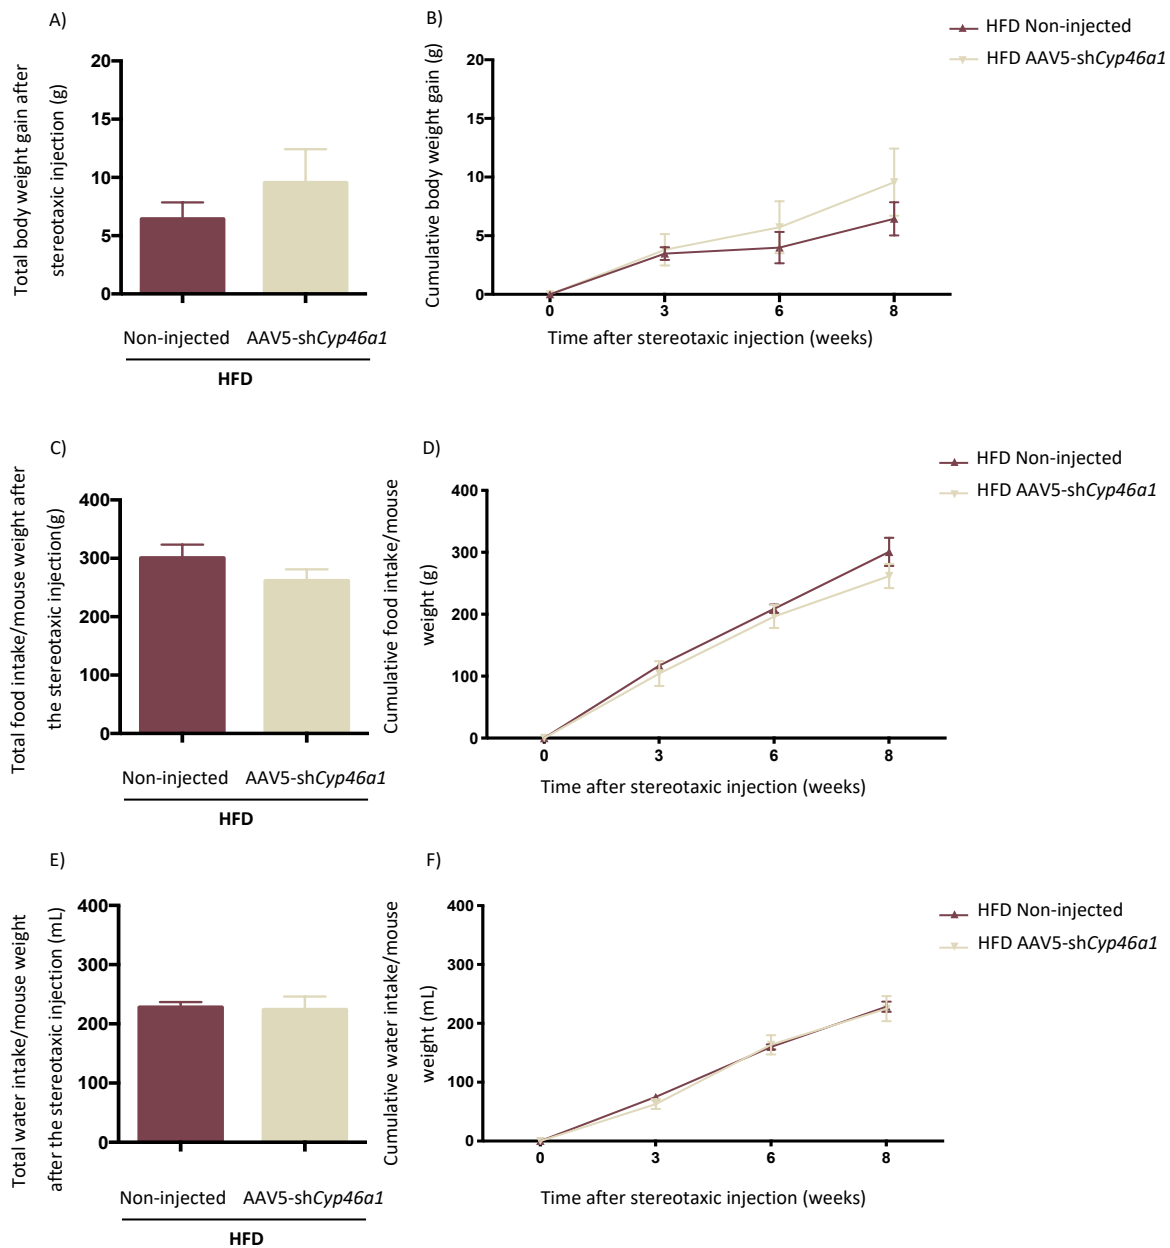 A)
Total body weight gain after
stereotaxic injection (g)
20
15
10
5
0
Non-injected AAV5-shCyp46a1
HFD
B)
Cumulative body weight gain (g)
20
15
10
5
0
0 3 6 8
Time after stereotaxic injection (weeks)
HFD Non-injected
HFD AAV5-shCyp46a1
C)
Total food intake/mouse weight after
the stereotaxic injection(g)
400
300
200
100
0
Non-injected AAV5-shCyp46a1
HFD
D)
Cumulative food intake/mouse
weight (g)
400
300
200
100
0
0 3 6 8
Time after stereotaxic injection (weeks)
HFD Non-injected
HFD AAV5-shCyp46a1
E)
Total water intake/mouse weight
after the stereotaxic injection (mL)
400
300
200
100
0
Non-injected AAV5-shCyp46a1
HFD
F)
Cumulative water intake/mouse
weight (mL)
400
300
200
100
0
0 3 6 8
Time after stereotaxic injection (weeks)
HFD Non-injected
HFD AAV5-shCyp46a1